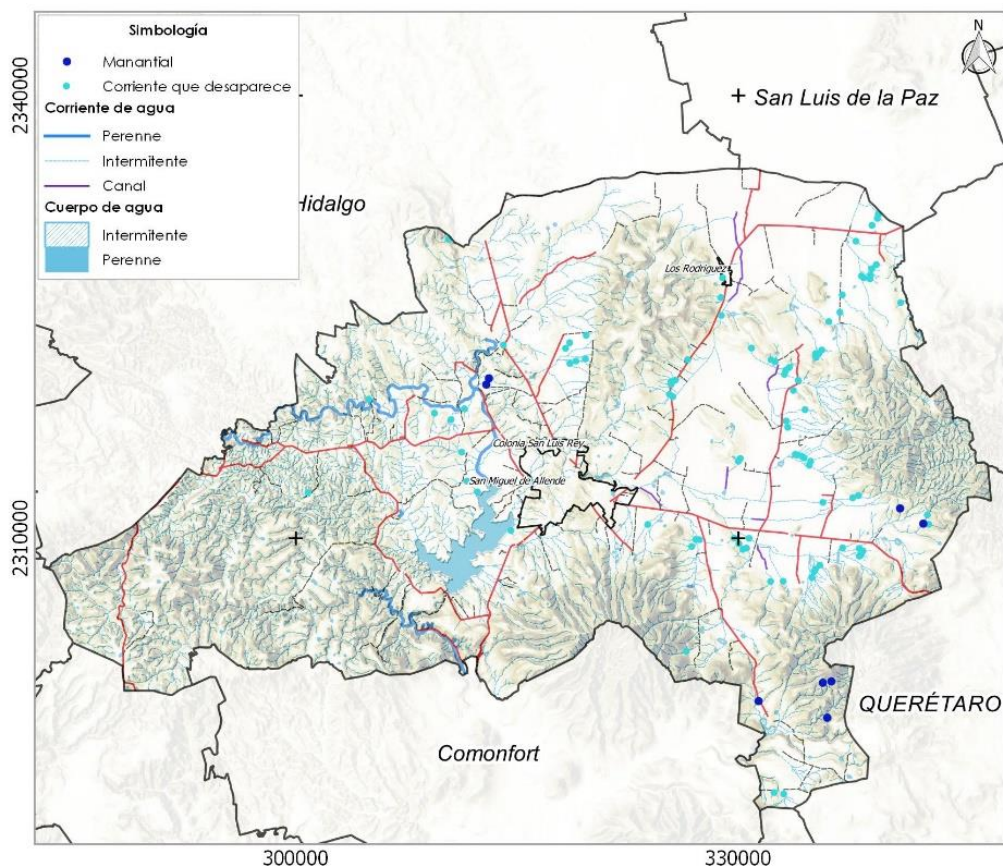 Simbología
Manantial
Corriente que desaparece
Corriente de agua
Perenne
Intermitente
Canal
Cuerpo de agua
Intermitente
Perenne
N
2340000
San Luis de la Paz
Hidalgo
Los Rodríguez
Colonia San Luis Rey
San Miguel de Allende
2310000
QUERÉTARO
Comonfort
300000
330000